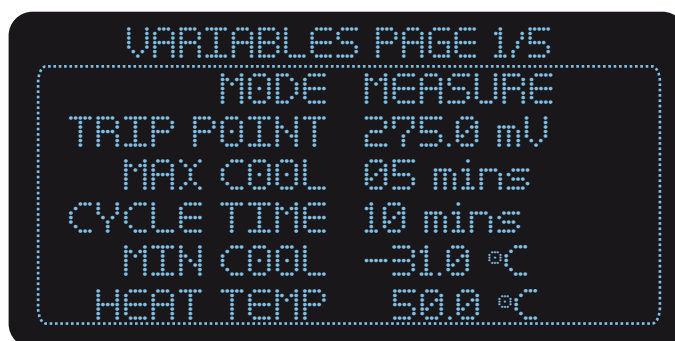 VARIABLES PAGE 1/5
MODE MEASURE
TRIP POINT 275.0 mV
MAX COOL 05 mins
CYCLE TIME 10 mins
MIN COOL -31.0 °C
HEAT TEMP 50.0 °C